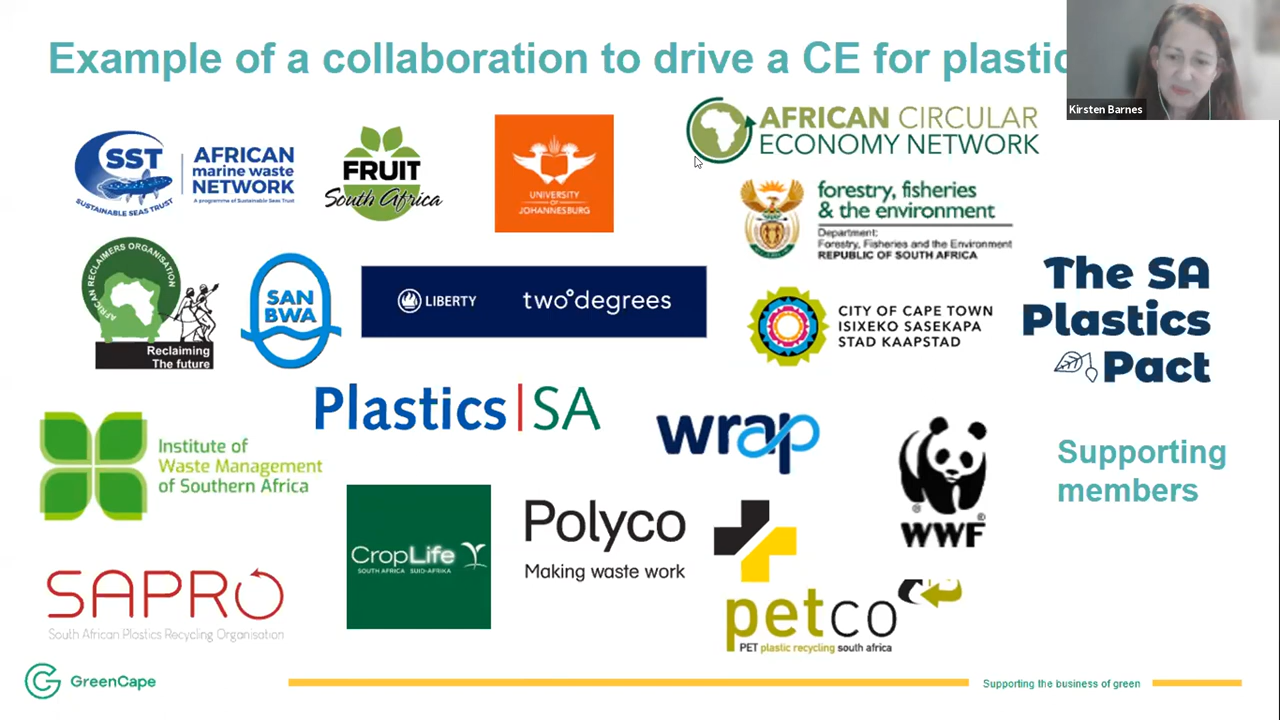 Example of a collaboration to drive a CE for plastic
Kirsten Barnes
SST
SUSTAINABLE SEAS TRUST
AFRICAN
marine waste
NETWORK
A programme of Sustainable Seas Trust
FRUIT
South Africa
UNIVERSITY
OF
JOHANNESBURG
AFRICAN CIRCULAR
ECONOMY NETWORK
forestry, fisheries
& the environment
Department:
Forestry, Fisheries and the Environment
REPUBLIC OF SOUTH AFRICA
AFRICAN RECLAIMERS ORGANISATION
Reclaiming
The future
SAN
BWA
LIBERTY
two°degrees
CITY OF CAPE TOWN
ISIXEKO SASEKAPA
STAD KAAPSTAD
The SA
Plastics
Pact
Plastics|SA
Institute of
Waste Management
of Southern Africa
wrap
WWF
Supporting
members
CropLife
SOUTH AFRICA SUID-AFRIKA
Polyco
Making waste work
SAPRO
South African Plastics Recycling Organisation
petco
PET plastic recycling south africa
GreenCape
Supporting the business of green